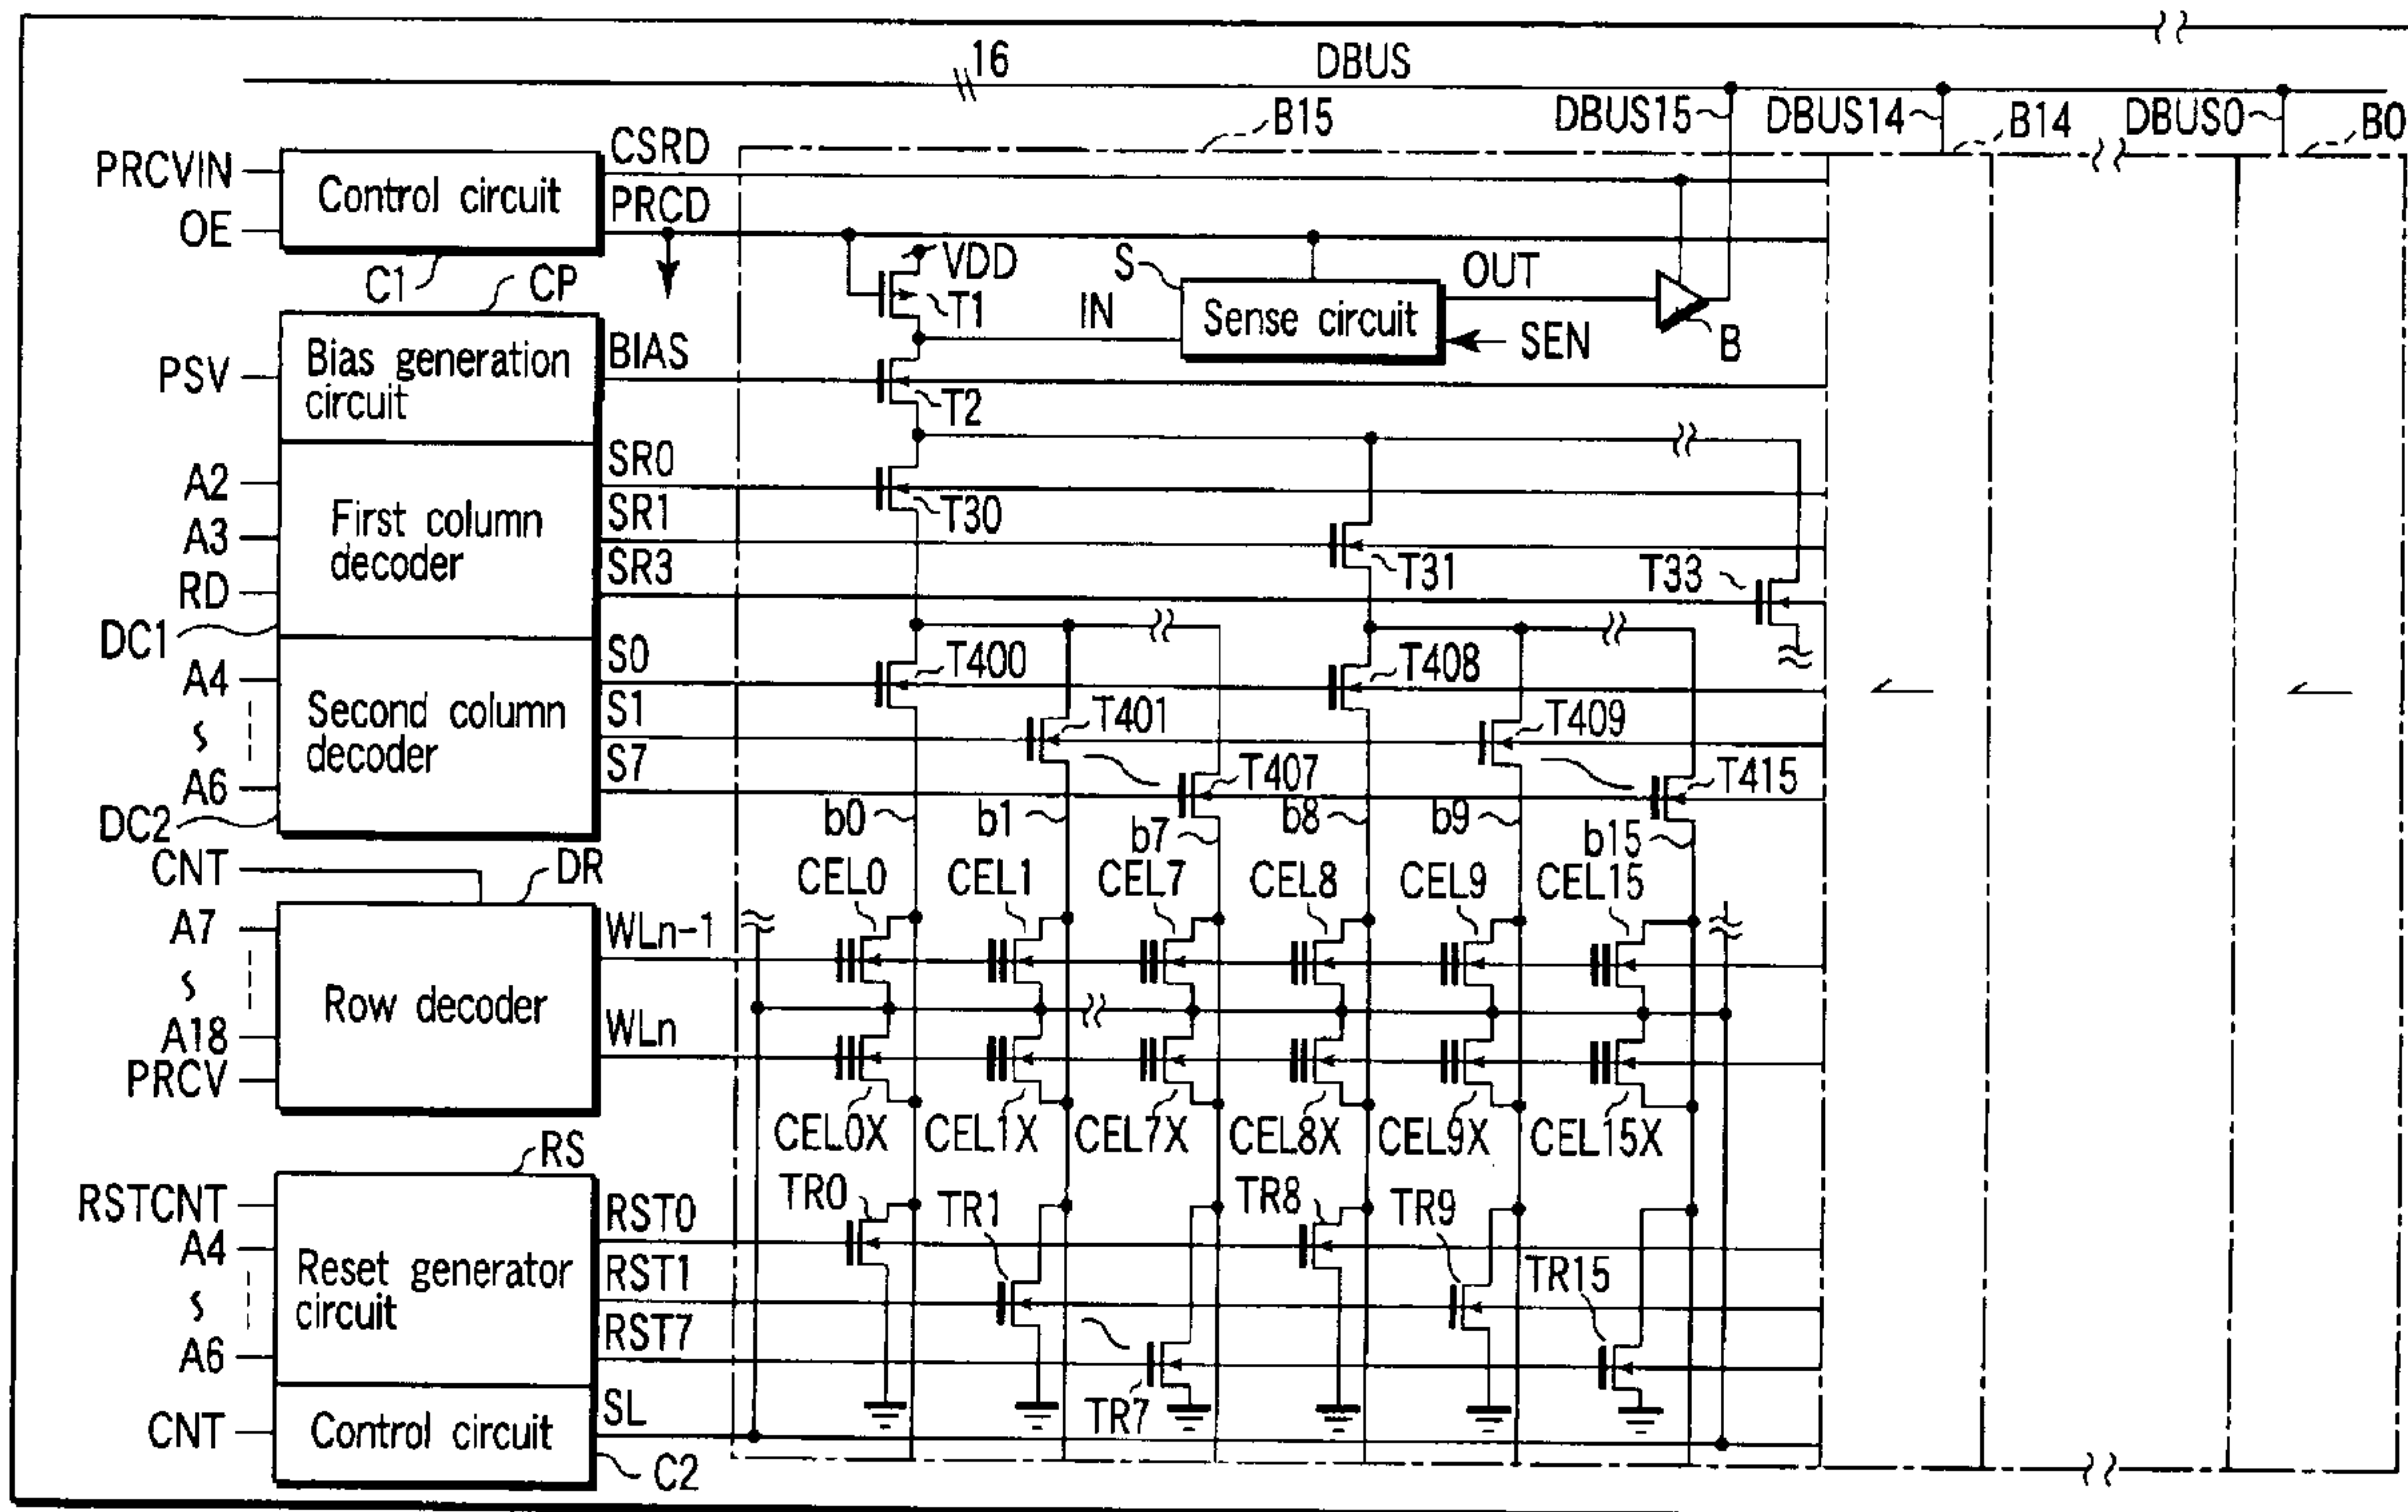 16
DBUS
DBUS15
DBUS14
B14
DBUS0
B0
B15
PRCVIN
OE
Control circuit
C1
CSRD
PRCD
VDD
T1
IN
S
Sense circuit
OUT
SEN
B
CP
PSV
Bias generation
circuit
BIAS
T2
A2
A3
RD
DC1
First column
decoder
SR0
SR1
SR3
T30
T31
T33
A4
A6
DC2
Second column
decoder
S0
S1
S7
T400
T401
T407
T408
T409
T415
b0
b1
b7
b8
b9
b15
CNT
DR
A7
A18
PRCV
Row decoder
WLn-1
WLn
CEL0
CEL1
CEL7
CEL8
CEL9
CEL15
CEL0X
CEL1X
CEL7X
CEL8X
CEL9X
CEL15X
RS
RSTCNT
A4
A6
Reset generator
circuit
RST0
RST1
RST7
TR0
TR1
TR7
TR8
TR9
TR15
CNT
Control circuit
SL
C2